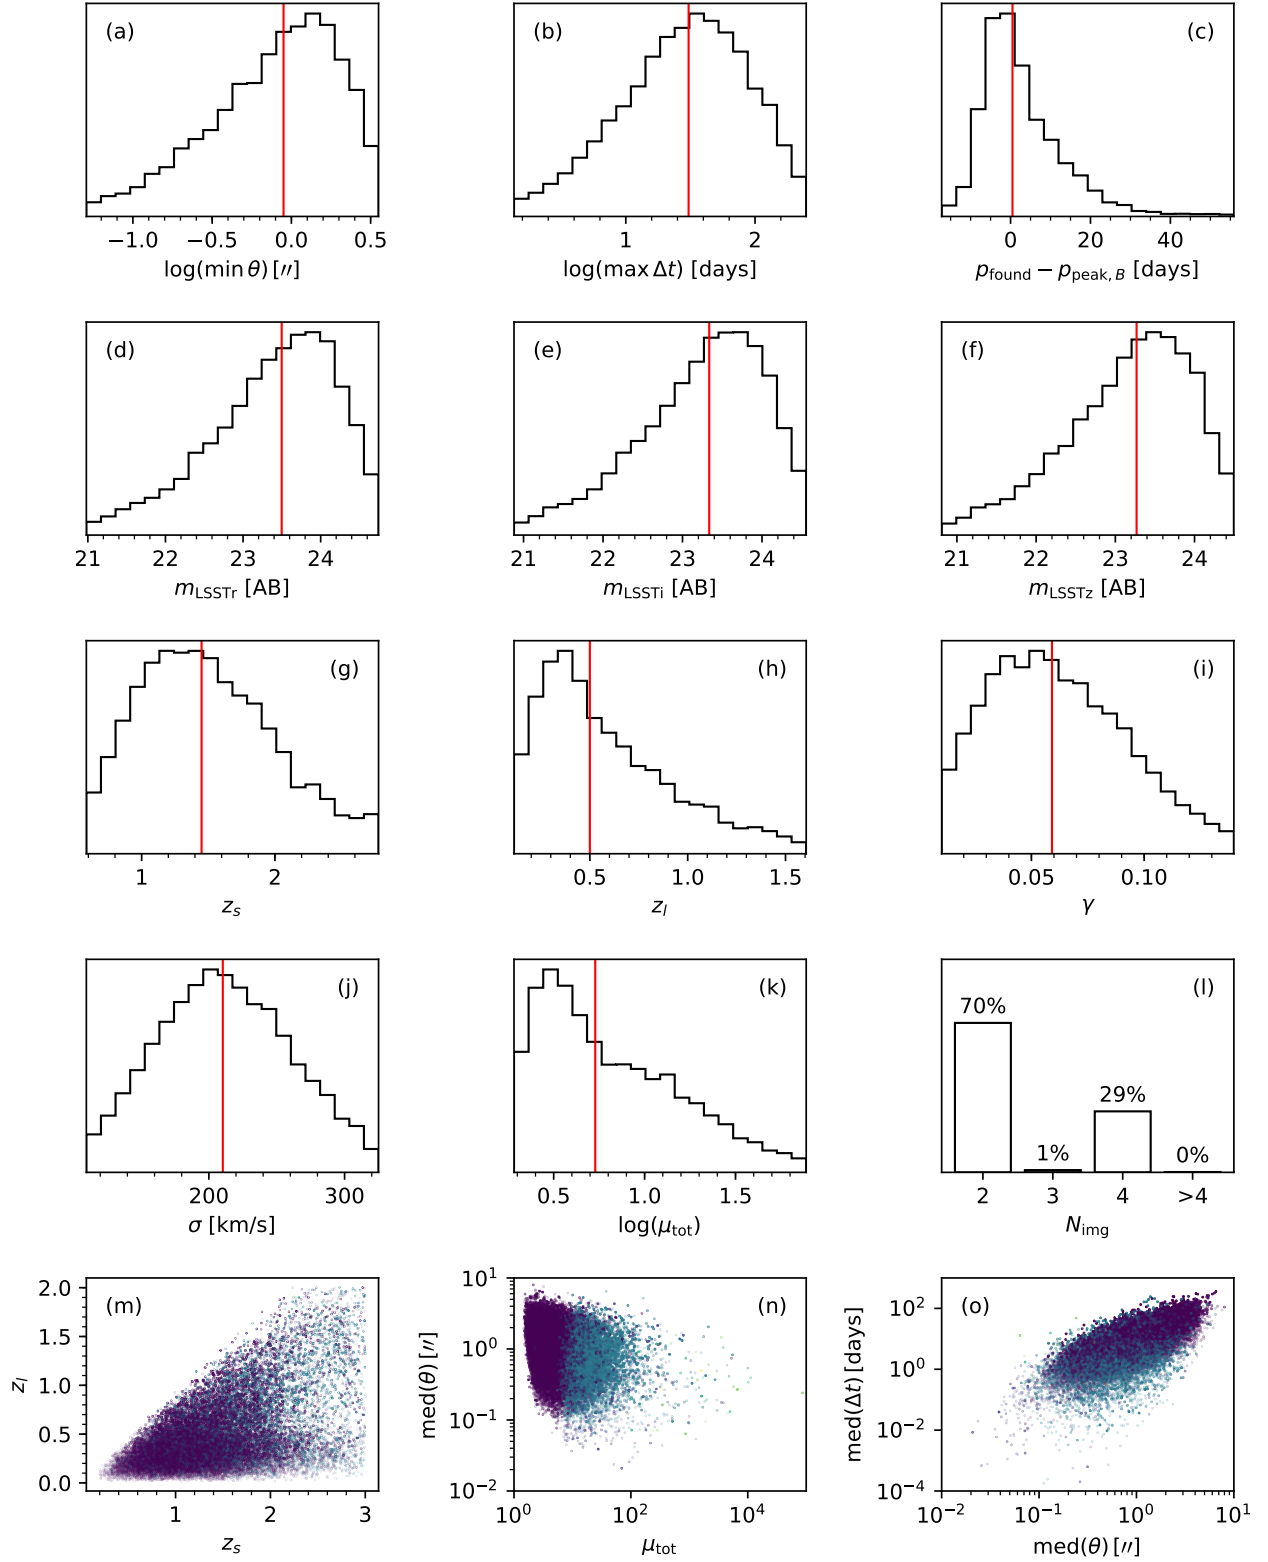 (a) (b) (c)
−1.0 −0.5 0.0 0.5 1 2 0 20 40
log(min θ) [″] log(max Δt) [days] p_found − p_peak, B [days]
(d) (e) (f)
21 22 23 24 21 22 23 24 21 22 23 24
m_LSSTr [AB] m_LSSTi [AB] m_LSSTz [AB]
(g) (h) (i)
1 2 0.5 1.0 1.5 0.05 0.10
z_s z_l γ
(j) (k) (l)
70%
29%
1% 0%
200 300 0.5 1.0 1.5 2 3 4 >4
σ [km/s] log(μ_tot) N_img
(m) (n) (o)
2.0
1.5
1.0
0.5
0.0
z_l
1 2 3
z_s
10^1
10^0
10^−1
10^−2
med(θ) [″]
10^0 10^2 10^4
μ_tot
10^2
10^0
10^−2
10^−4
med(Δt) [days]
10^−2 10^−1 10^0 10^1
med(θ) [″]